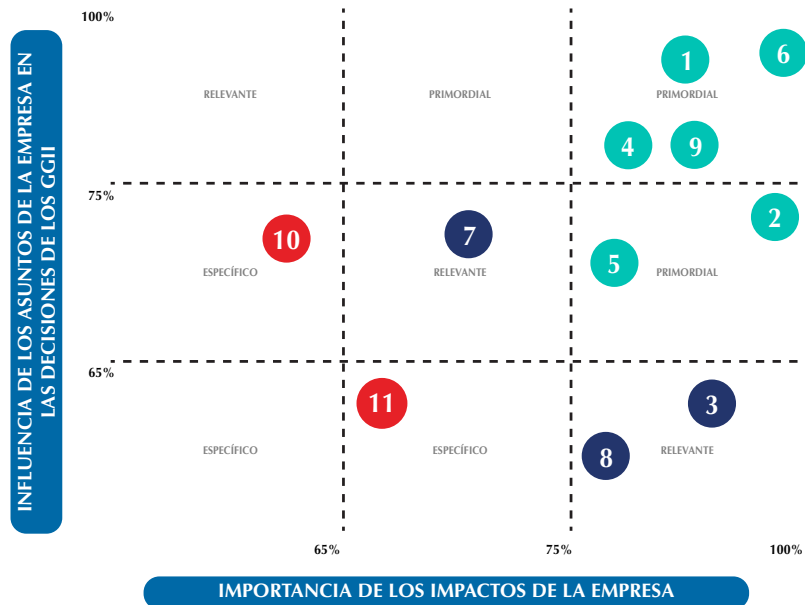 INFLUENCIA DE LOS ASUNTOS DE LA EMPRESA EN
LAS DECISIONES DE LOS GGII
100%
1
6
RELEVANTE
PRIMORDIAL
PRIMORDIAL
4
9
75%
10
7
2
5
ESPECÍFICO
RELEVANTE
PRIMORDIAL
65%
11
3
8
ESPECÍFICO
ESPECÍFICO
RELEVANTE
65%
75%
100%
IMPORTANCIA DE LOS IMPACTOS DE LA EMPRESA